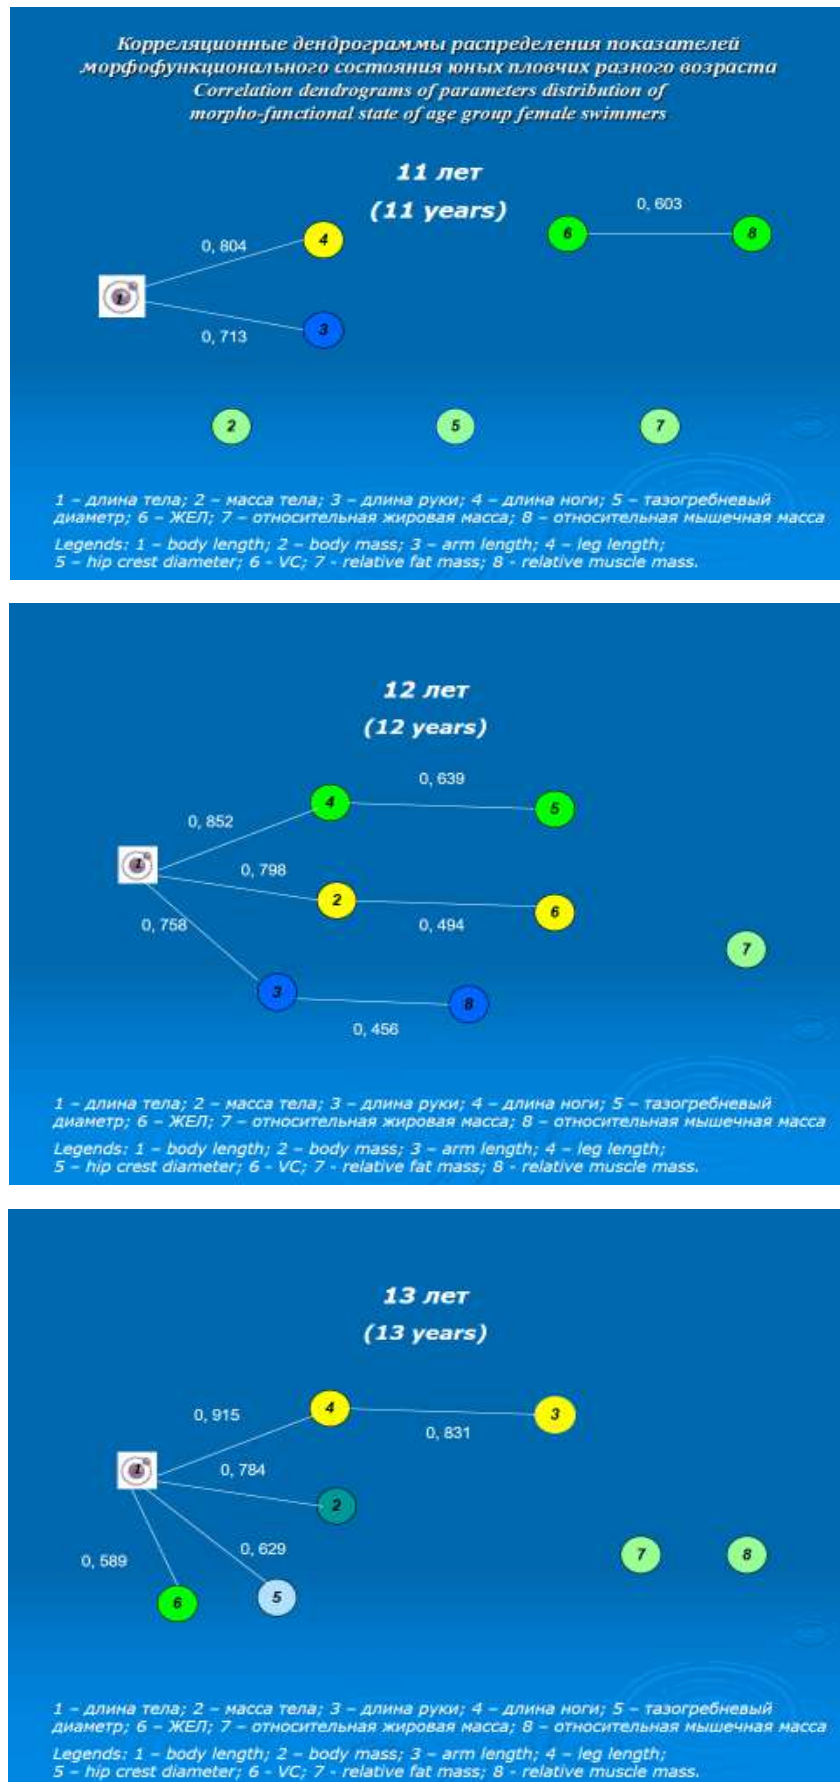 Корреляционные дендрограммы распределения показателей
морфофункционального состояния юных пловчих разного возраста
Correlation dendrograms of parameters distribution of
morpho-functional state of age group female swimmers
11 лет
(11 years)
0, 603
6
8
0, 804
4
1
0, 713
3
2
5
7
1 – длина тела; 2 – масса тела; 3 – длина руки; 4 – длина ноги; 5 – тазогребневый
диаметр; 6 – ЖЕЛ; 7 – относительная жировая масса; 8 – относительная мышечная масса
Legends: 1 – body length; 2 – body mass; 3 – arm length; 4 – leg length;
5 – hip crest diameter; 6 - VC; 7 - relative fat mass; 8 - relative muscle mass.
12 лет
(12 years)
0, 639
4
5
0, 852
1
0, 798
2
6
0, 758
0, 494
7
3
8
0, 456
1 – длина тела; 2 – масса тела; 3 – длина руки; 4 – длина ноги; 5 – тазогребневый
диаметр; 6 – ЖЕЛ; 7 – относительная жировая масса; 8 – относительная мышечная масса
Legends: 1 – body length; 2 – body mass; 3 – arm length; 4 – leg length;
5 – hip crest diameter; 6 - VC; 7 - relative fat mass; 8 - relative muscle mass.
13 лет
(13 years)
0, 915
4
3
0, 831
1
0, 784
2
0, 589
0, 629
7
8
6
5
1 – длина тела; 2 – масса тела; 3 – длина руки; 4 – длина ноги; 5 – тазогребневый
диаметр; 6 – ЖЕЛ; 7 – относительная жировая масса; 8 – относительная мышечная масса
Legends: 1 – body length; 2 – body mass; 3 – arm length; 4 – leg length;
5 – hip crest diameter; 6 - VC; 7 - relative fat mass; 8 - relative muscle mass.